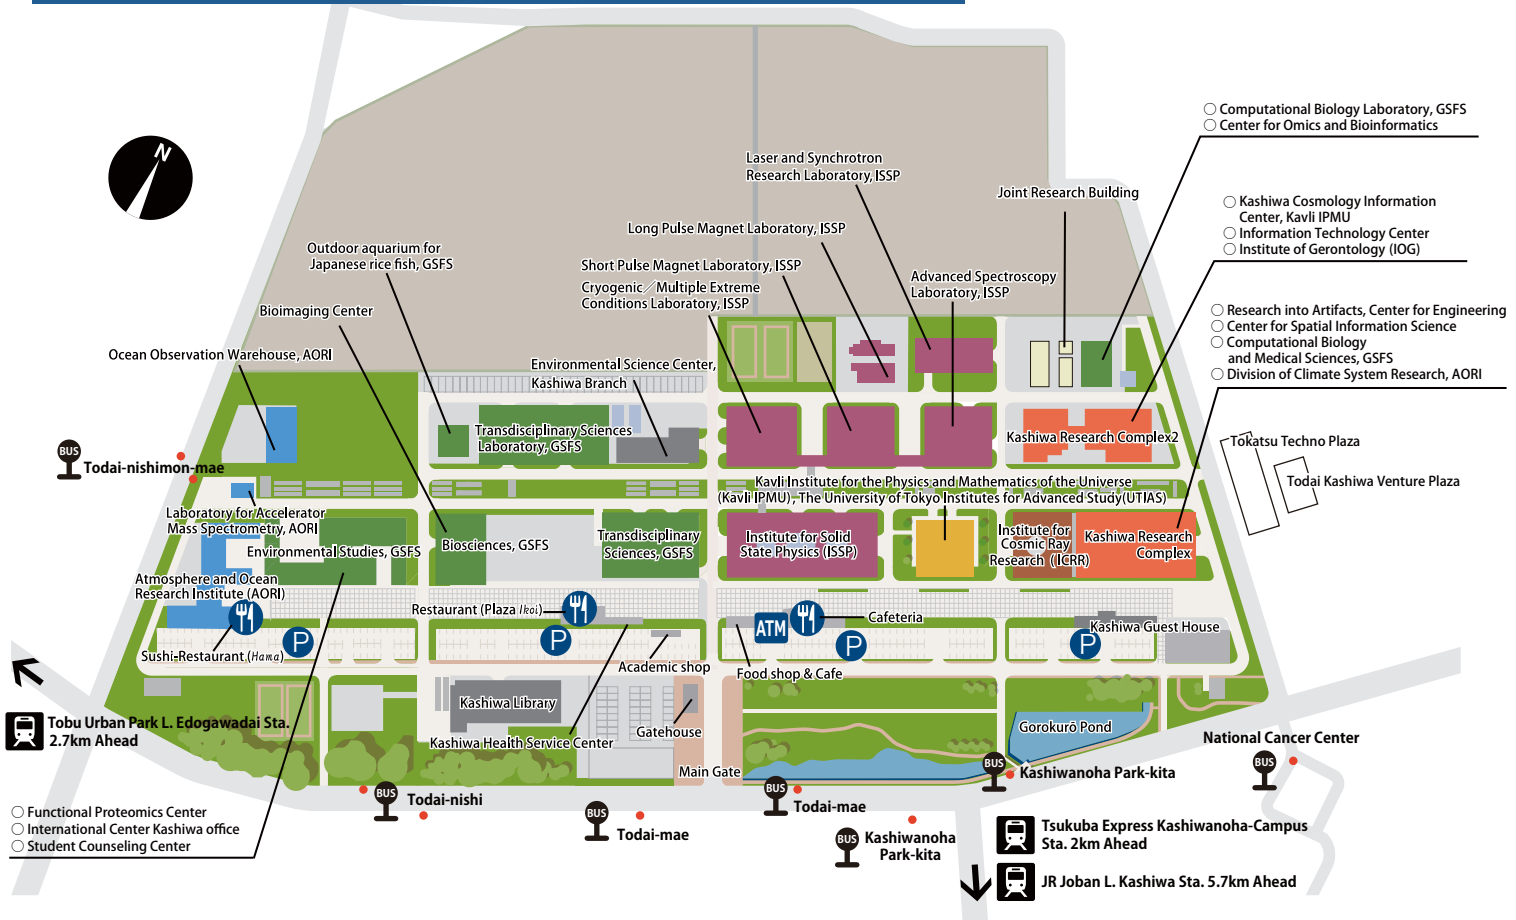 N
Computational Biology Laboratory, GSFS
Center for Omics and Bioinformatics
Laser and Synchrotron
Research Laboratory, ISSP
Joint Research Building
Kashiwa Cosmology Information
Center, Kavli IPMU
Information Technology Center
Institute of Gerontology (IOG)
Long Pulse Magnet Laboratory, ISSP
Outdoor aquarium for
Japanese rice fish, GSFS
Short Pulse Magnet Laboratory, ISSP
Cryogenic／Multiple Extreme
Conditions Laboratory, ISSP
Advanced Spectroscopy
Laboratory, ISSP
Bioimaging Center
Research into Artifacts, Center for Engineering
Center for Spatial Information Science
Computational Biology
and Medical Sciences, GSFS
Division of Climate System Research, AORI
Ocean Observation Warehouse, AORI
Environmental Science Center,
Kashiwa Branch
Transdisciplinary Sciences
Laboratory, GSFS
Kashiwa Research Complex2
Tokatsu Techno Plaza
Todai Kashiwa Venture Plaza
BUS
Todai-nishimon-mae
Kavli Institute for the Physics and Mathematics of the Universe
(Kavli IPMU) , The University of Tokyo Institutes for Advanced Study(UTIAS)
Laboratory for Accelerator
Mass Spectrometry, AORI
Environmental Studies, GSFS
Biosciences, GSFS
Transdisciplinary
Sciences, GSFS
Institute for Solid
State Physics (ISSP)
Institute for
Cosmic Ray
Research (ICRR)
Kashiwa Research
Complex
Atmosphere and Ocean
Research Institute (AORI)
Restaurant (Plaza Ikoi)
Cafeteria
ATM
Kashiwa Guest House
P
P
P
P
Sushi-Restaurant (Hama)
Academic shop
Food shop & Cafe
Kashiwa Library
Gatehouse
Kashiwa Health Service Center
Main Gate
Gorokurō Pond
Tobu Urban Park L. Edogawadai Sta.
2.7km Ahead
National Cancer Center
BUS
BUS
Kashiwanoha Park-kita
BUS
Todai-nishi
BUS
Todai-mae
BUS
Todai-mae
BUS
Kashiwanoha
Park-kita
Functional Proteomics Center
International Center Kashiwa office
Student Counseling Center
Tsukuba Express Kashiwanoha-Campus
Sta. 2km Ahead
JR Joban L. Kashiwa Sta. 5.7km Ahead